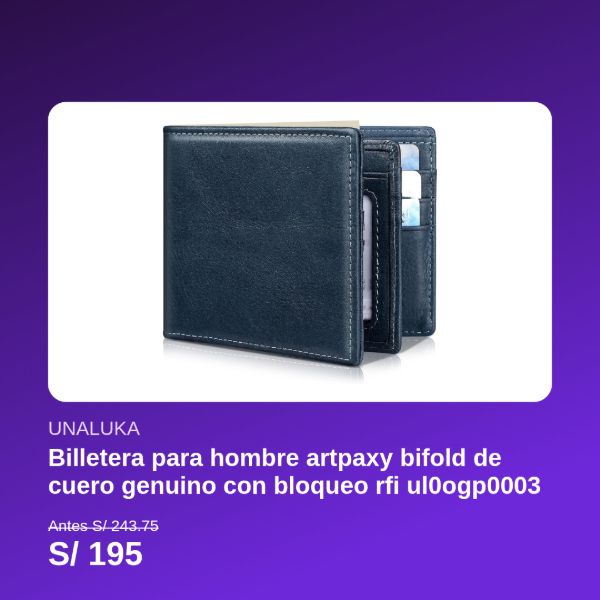 UNALUKA
Billetera para hombre artpaxy bifold de
cuero genuino con bloqueo rfi ul0ogp0003
Antes S/ 243.75
S/ 195